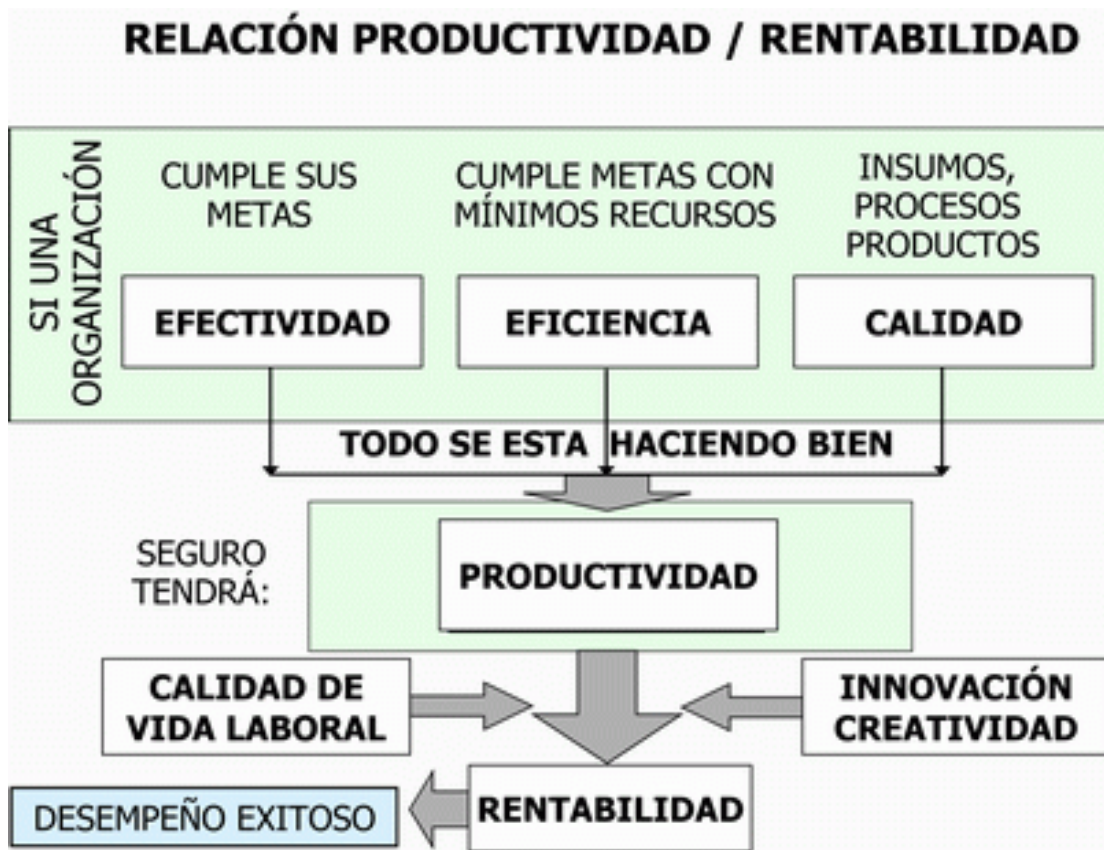 RELACIÓN PRODUCTIVIDAD / RENTABILIDAD
SI UNA
ORGANIZACIÓN
CUMPLE SUS
METAS
EFECTIVIDAD
CUMPLE METAS CON
MÍNIMOS RECURSOS
EFICIENCIA
INSUMOS,
PROCESOS
PRODUCTOS
CALIDAD
TODO SE ESTA HACIENDO BIEN
SEGURO
TENDRÁ:
PRODUCTIVIDAD
CALIDAD DE
VIDA LABORAL
INNOVACIÓN
CREATIVIDAD
RENTABILIDAD
DESEMPEÑO EXITOSO